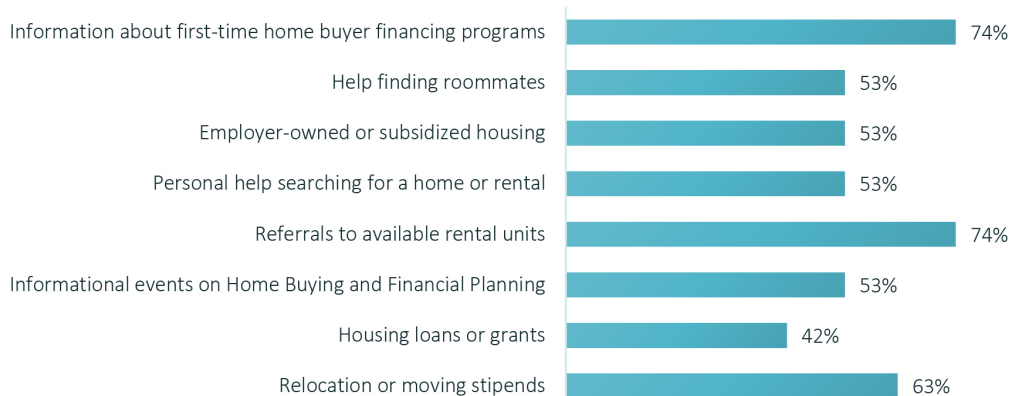 Information about first-time home buyer financing programs 74%
Help finding roommates 53%
Employer-owned or subsidized housing 53%
Personal help searching for a home or rental 53%
Referrals to available rental units 74%
Informational events on Home Buying and Financial Planning 53%
Housing loans or grants 42%
Relocation or moving stipends 63%